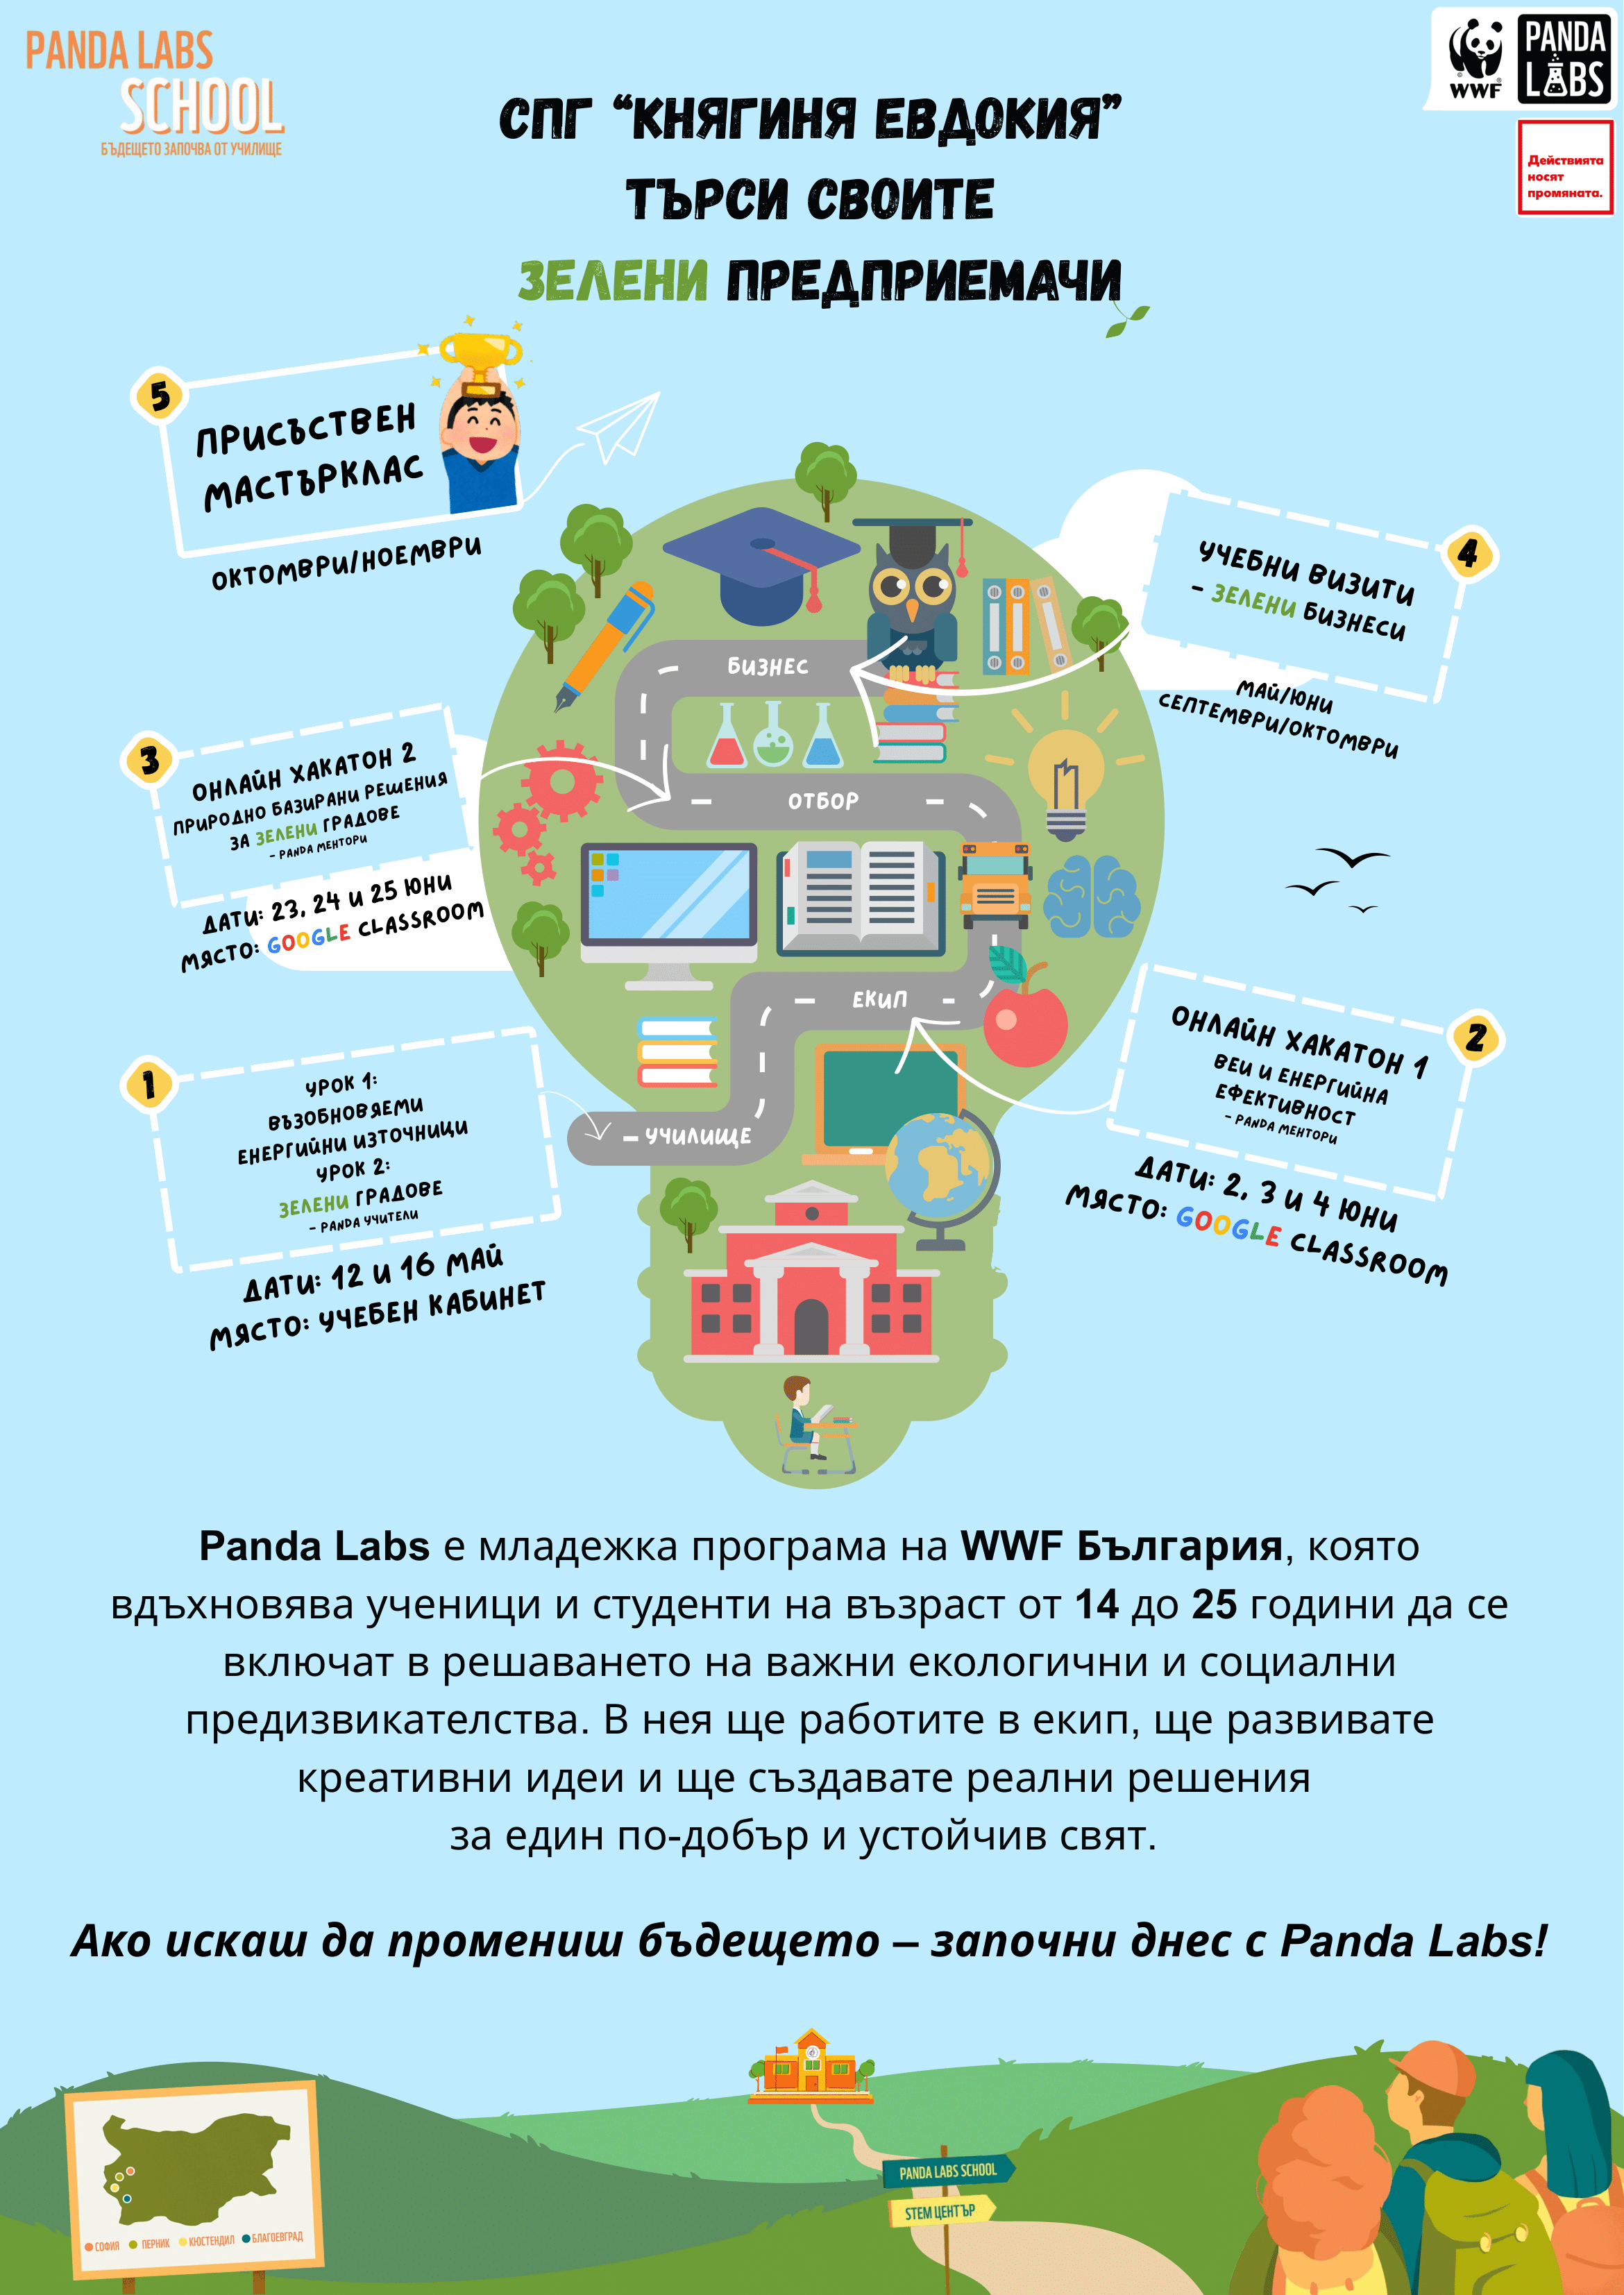 PANDA LABS
SCHOOL
БЪДЕЩЕТО ЗАПОЧВА ОТ УЧИЛИЩЕ
WWF
PANDA
LABS
Действията
носят
промяната.
СПГ “КНЯГИНЯ ЕВДОКИЯ”
ТЪРСИ СВОИТЕ
ЗЕЛЕНИ ПРЕДПРИЕМАЧИ
5
ПРИСЪСТВЕН
МАСТЪРКЛАС
ОКТОМВРИ/НОЕМВРИ
4
УЧЕБНИ ВИЗИТИ
- ЗЕЛЕНИ БИЗНЕСИ
МАЙ/ЮНИ
СЕПТЕМВРИ/ОКТОМВРИ
БИЗНЕС
3
ОНЛАЙН ХАКАТОН 2
ПРИРОДНО БАЗИРАНИ РЕШЕНИЯ
ЗА ЗЕЛЕНИ ГРАДОВЕ
- PANDA МЕНТОРИ
ДАТИ: 23, 24 И 25 ЮНИ
МЯСТО: GOOGLE CLASSROOM
ОТБОР
ЕКИП
2
ОНЛАЙН ХАКАТОН 1
ВЕИ И ЕНЕРГИЙНА
ЕФЕКТИВНОСТ
- PANDA МЕНТОРИ
ДАТИ: 2, 3 И 4 ЮНИ
МЯСТО: GOOGLE CLASSROOM
1
УРОК 1:
ВЪЗОБНОВЯЕМИ
ЕНЕРГИЙНИ ИЗТОЧНИЦИ
УРОК 2:
ЗЕЛЕНИ ГРАДОВЕ
- PANDA УЧИТЕЛИ
ДАТИ: 12 И 16 МАЙ
МЯСТО: УЧЕБЕН КАБИНЕТ
УЧИЛИЩЕ
Panda Labs е младежка програма на WWF България, която
вдъхновява ученици и студенти на възраст от 14 до 25 години да се
включат в решаването на важни екологични и социални
предизвикателства. В нея ще работите в екип, ще развивате
креативни идеи и ще създавате реални решения
за един по-добър и устойчив свят.
Ако искаш да промениш бъдещето – започни днес с Panda Labs!
PANDA LABS SCHOOL
STEM ЦЕНТЪР
СОФИЯ ПЕРНИК КЮСТЕНДИЛ БЛАГОЕВГРАД